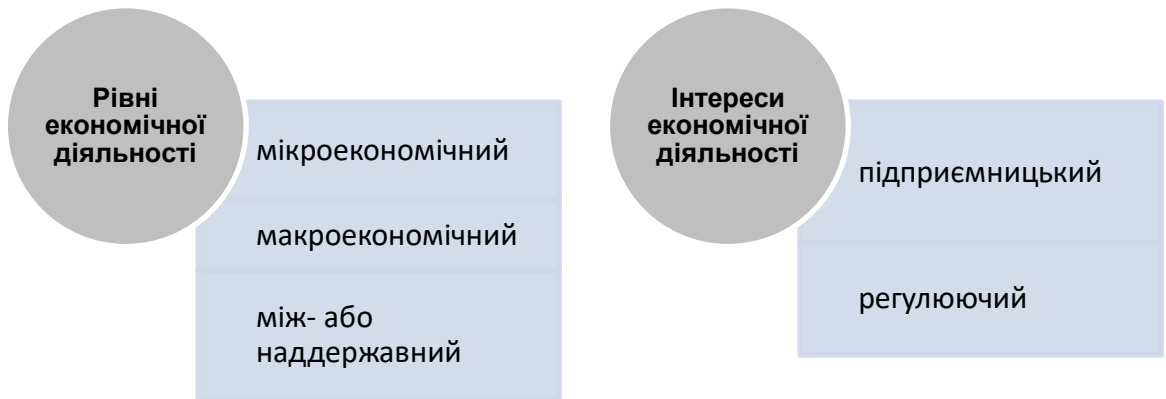 Рівні
економічної
діяльності
мікроекономічний
макроекономічний
між- або
наддержавний
Інтереси
економічної
діяльності
підприємницький
регулюючий